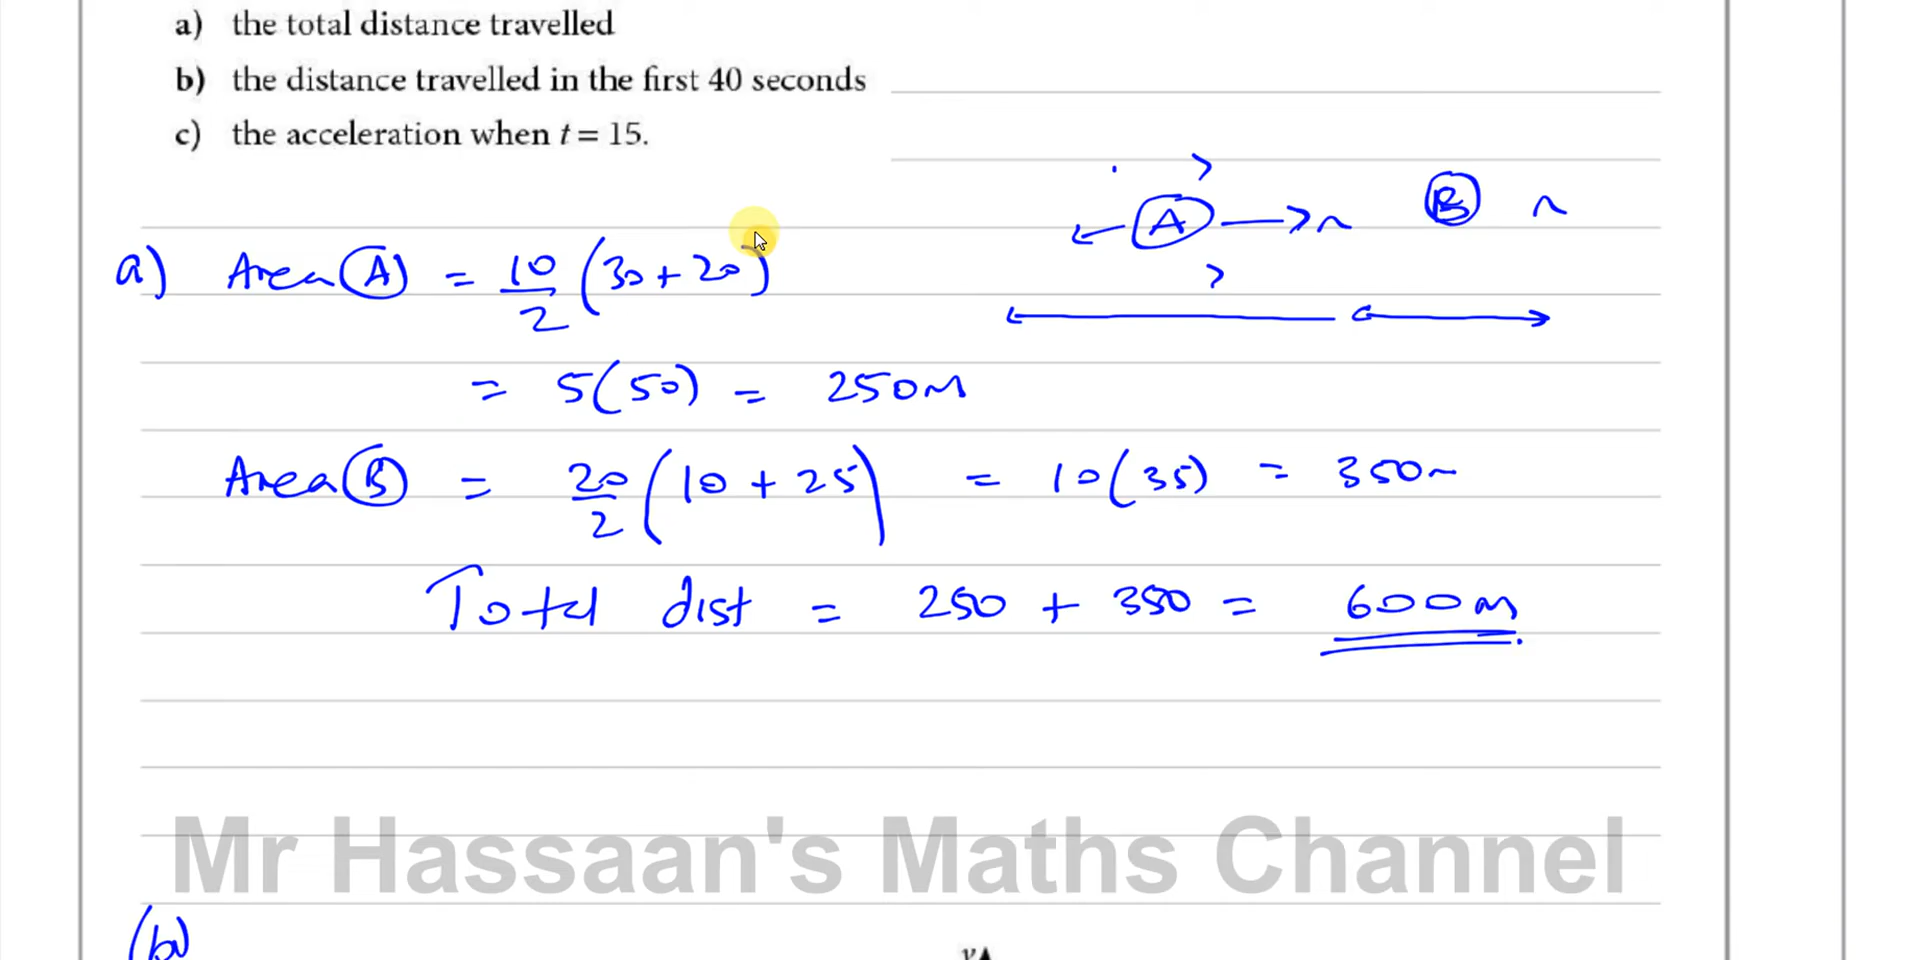 a) the total distance travelled
b) the distance travelled in the first 40 seconds
c) the acceleration when t = 15.
A B
a) Area A = 10/2 (30 + 20)
= 5(50) = 250m
Area B = 20/2 (10 + 25) = 10(35) = 350m
Total dist = 250 + 350 = 600m
Mr Hassaan's Maths Channel
(b)